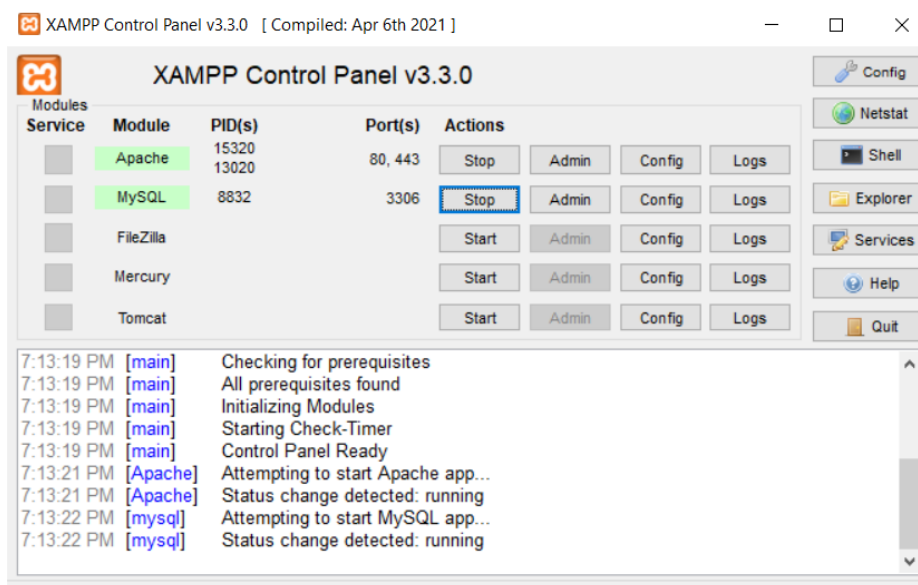 XAMPP Control Panel v3.3.0 [ Compiled: Apr 6th 2021 ]
XAMPP Control Panel v3.3.0
Config
Modules
Service Module PID(s) Port(s) Actions
Netstat
Apache 15320 13020 80, 443 Stop Admin Config Logs
Shell
MySQL 8832 3306 Stop Admin Config Logs
Explorer
FileZilla Start Admin Config Logs
Services
Mercury Start Admin Config Logs
Help
Tomcat Start Admin Config Logs
Quit
7:13:19 PM [main] Checking for prerequisites
7:13:19 PM [main] All prerequisites found
7:13:19 PM [main] Initializing Modules
7:13:19 PM [main] Starting Check-Timer
7:13:19 PM [main] Control Panel Ready
7:13:21 PM [Apache] Attempting to start Apache app...
7:13:21 PM [Apache] Status change detected: running
7:13:22 PM [mysql] Attempting to start MySQL app...
7:13:22 PM [mysql] Status change detected: running